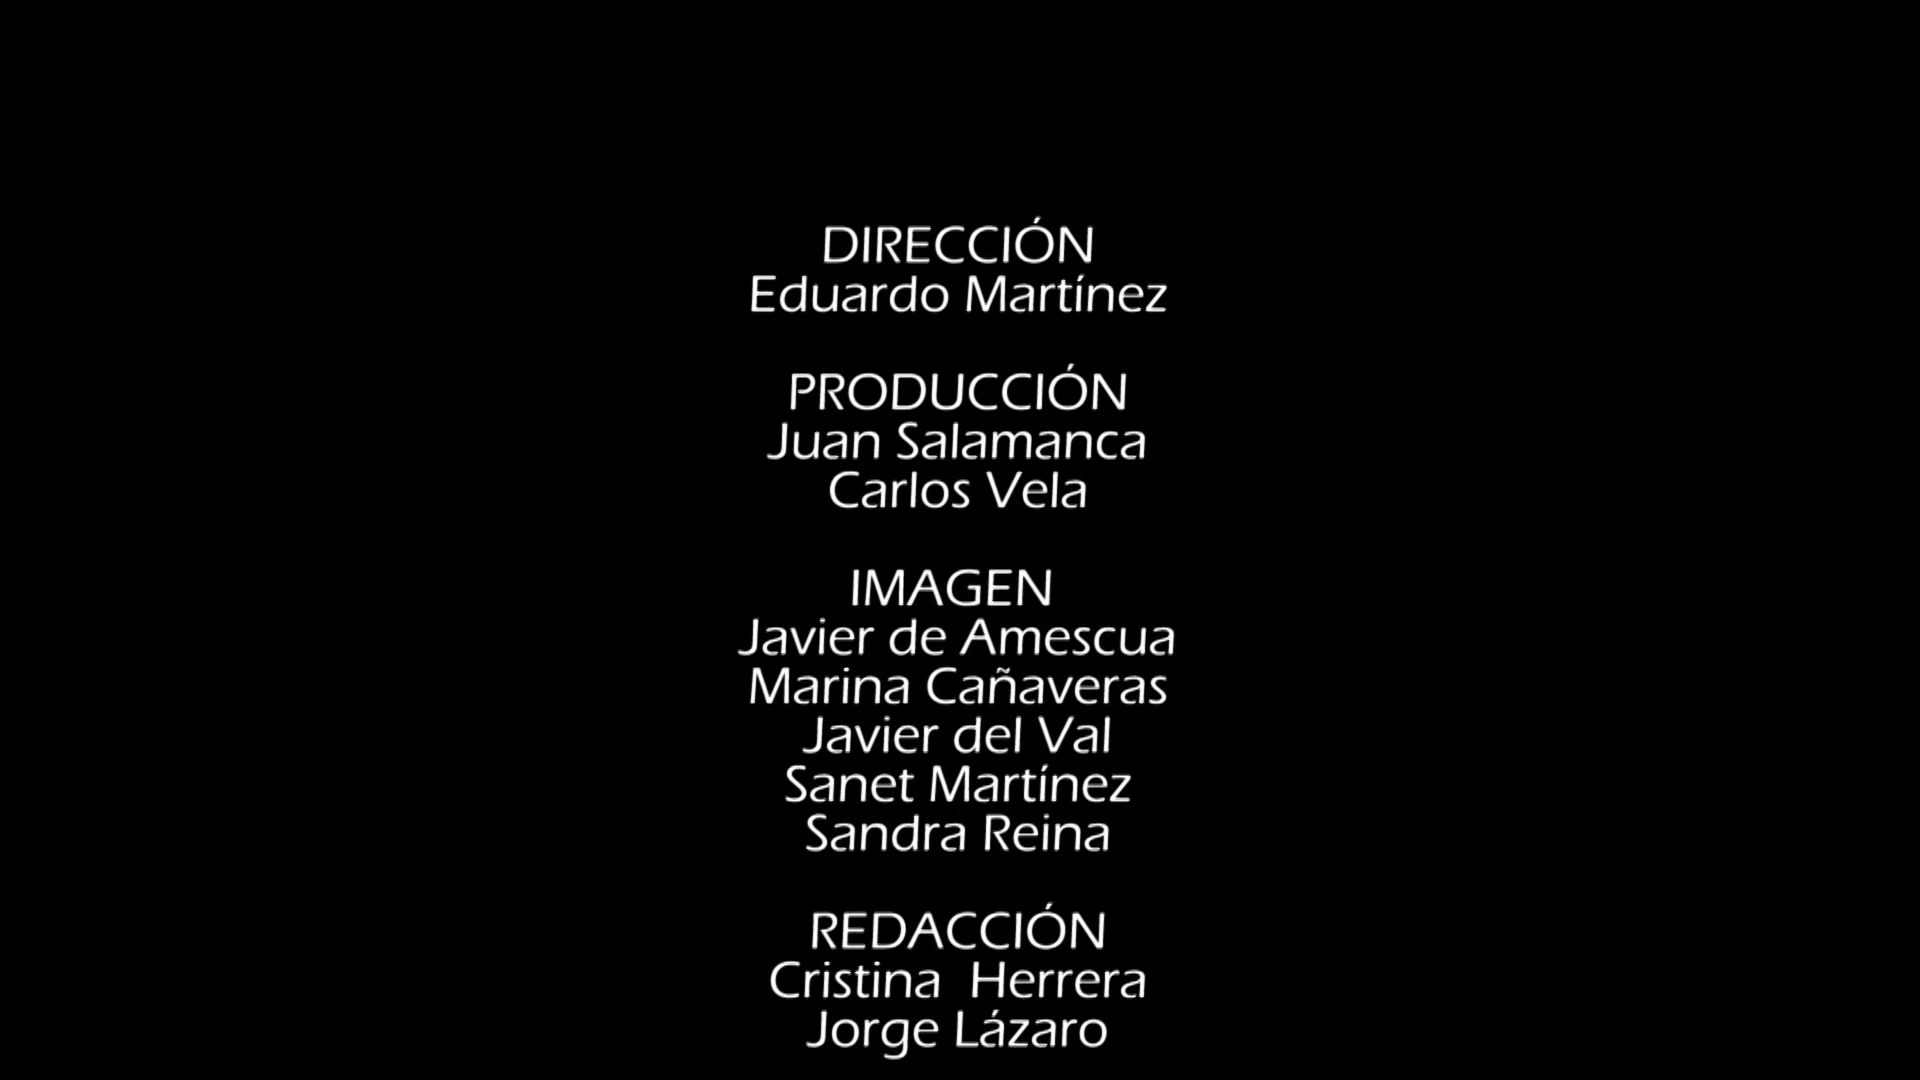 DIRECCIÓN
Eduardo Martínez
PRODUCCIÓN
Juan Salamanca
Carlos Vela
IMAGEN
Javier de Amescua
Marina Cañaveras
Javier del Val
Sanet Martínez
Sandra Reina
REDACCIÓN
Cristina  Herrera
Jorge Lázaro